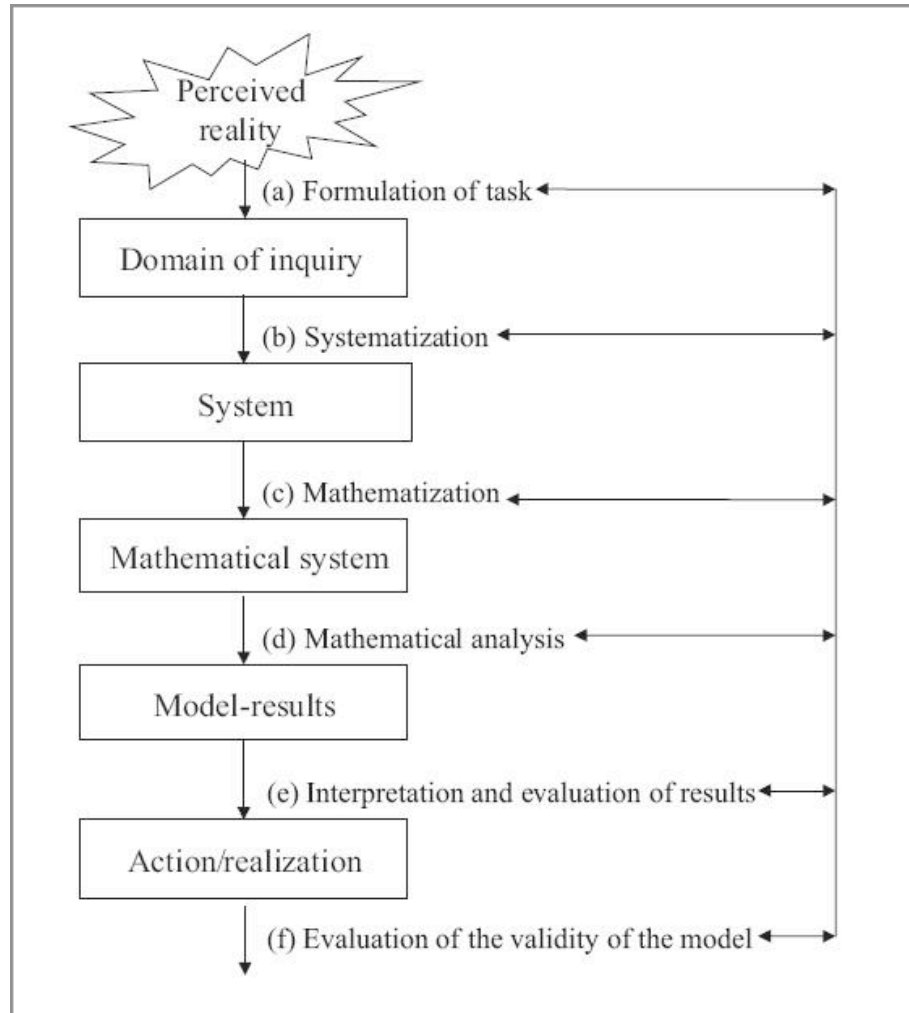 Perceived
reality
(a) Formulation of task
Domain of inquiry
(b) Systematization
System
(c) Mathematization
Mathematical system
(d) Mathematical analysis
Model-results
(e) Interpretation and evaluation of results
Action/realization
(f) Evaluation of the validity of the model